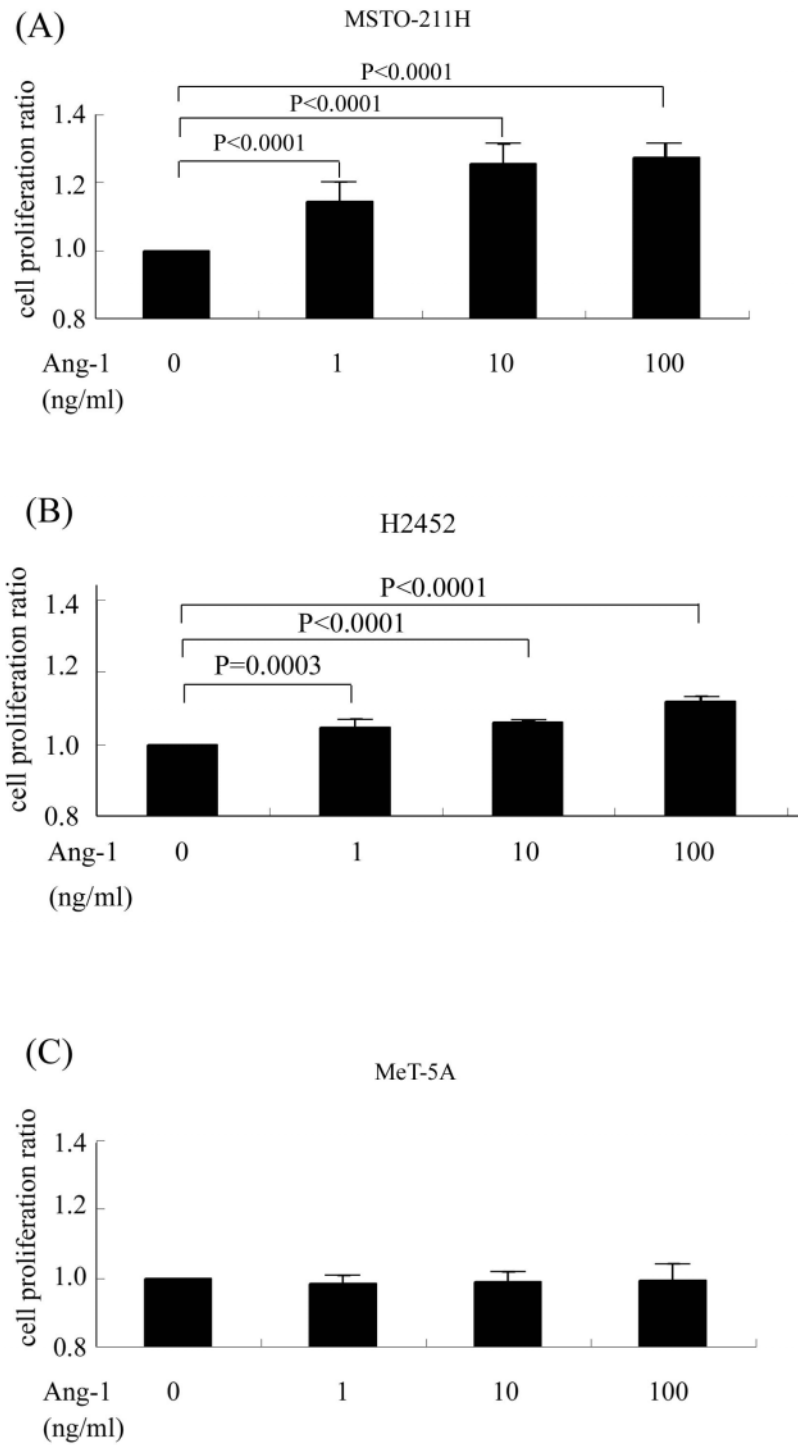 (A)
MSTO-211H
P<0.0001
P<0.0001
P<0.0001
cell proliferation ratio
1.4
1.2
1.0
0.8
Ang-1 0 1 10 100
(ng/ml)
(B)
H2452
P<0.0001
P<0.0001
P=0.0003
cell proliferation ratio
1.4
1.2
1.0
0.8
Ang-1 0 1 10 100
(ng/ml)
(C)
MeT-5A
cell proliferation ratio
1.4
1.2
1.0
0.8
Ang-1 0 1 10 100
(ng/ml)